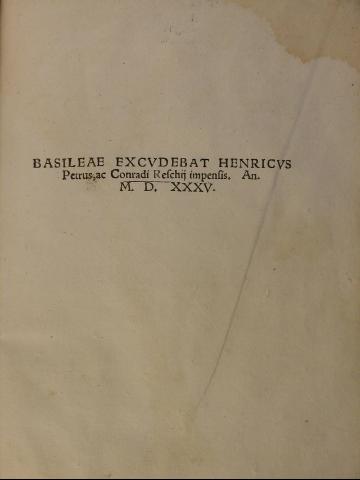 BASILEAE EXCVDEBAT HENRICVS
Petrus, ac Conradi Reſchij impenſis. An.
M. D. XXXV.